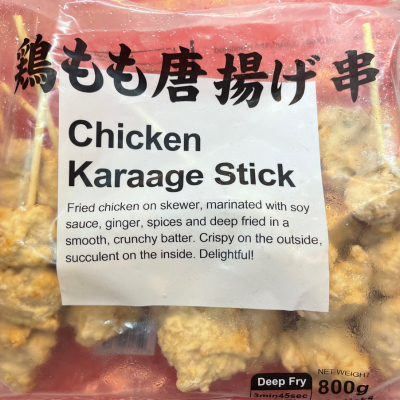 鶏もも唐揚げ串
Chicken
Karaage Stick
Fried chicken on skewer, marinated with soy
sauce, ginger, spices and deep fried in a
smooth, crunchy batter. Crispy on the outside,
succulent on the inside. Delightful!
NET WEIGHT
Deep Fry 800g
3min45sec